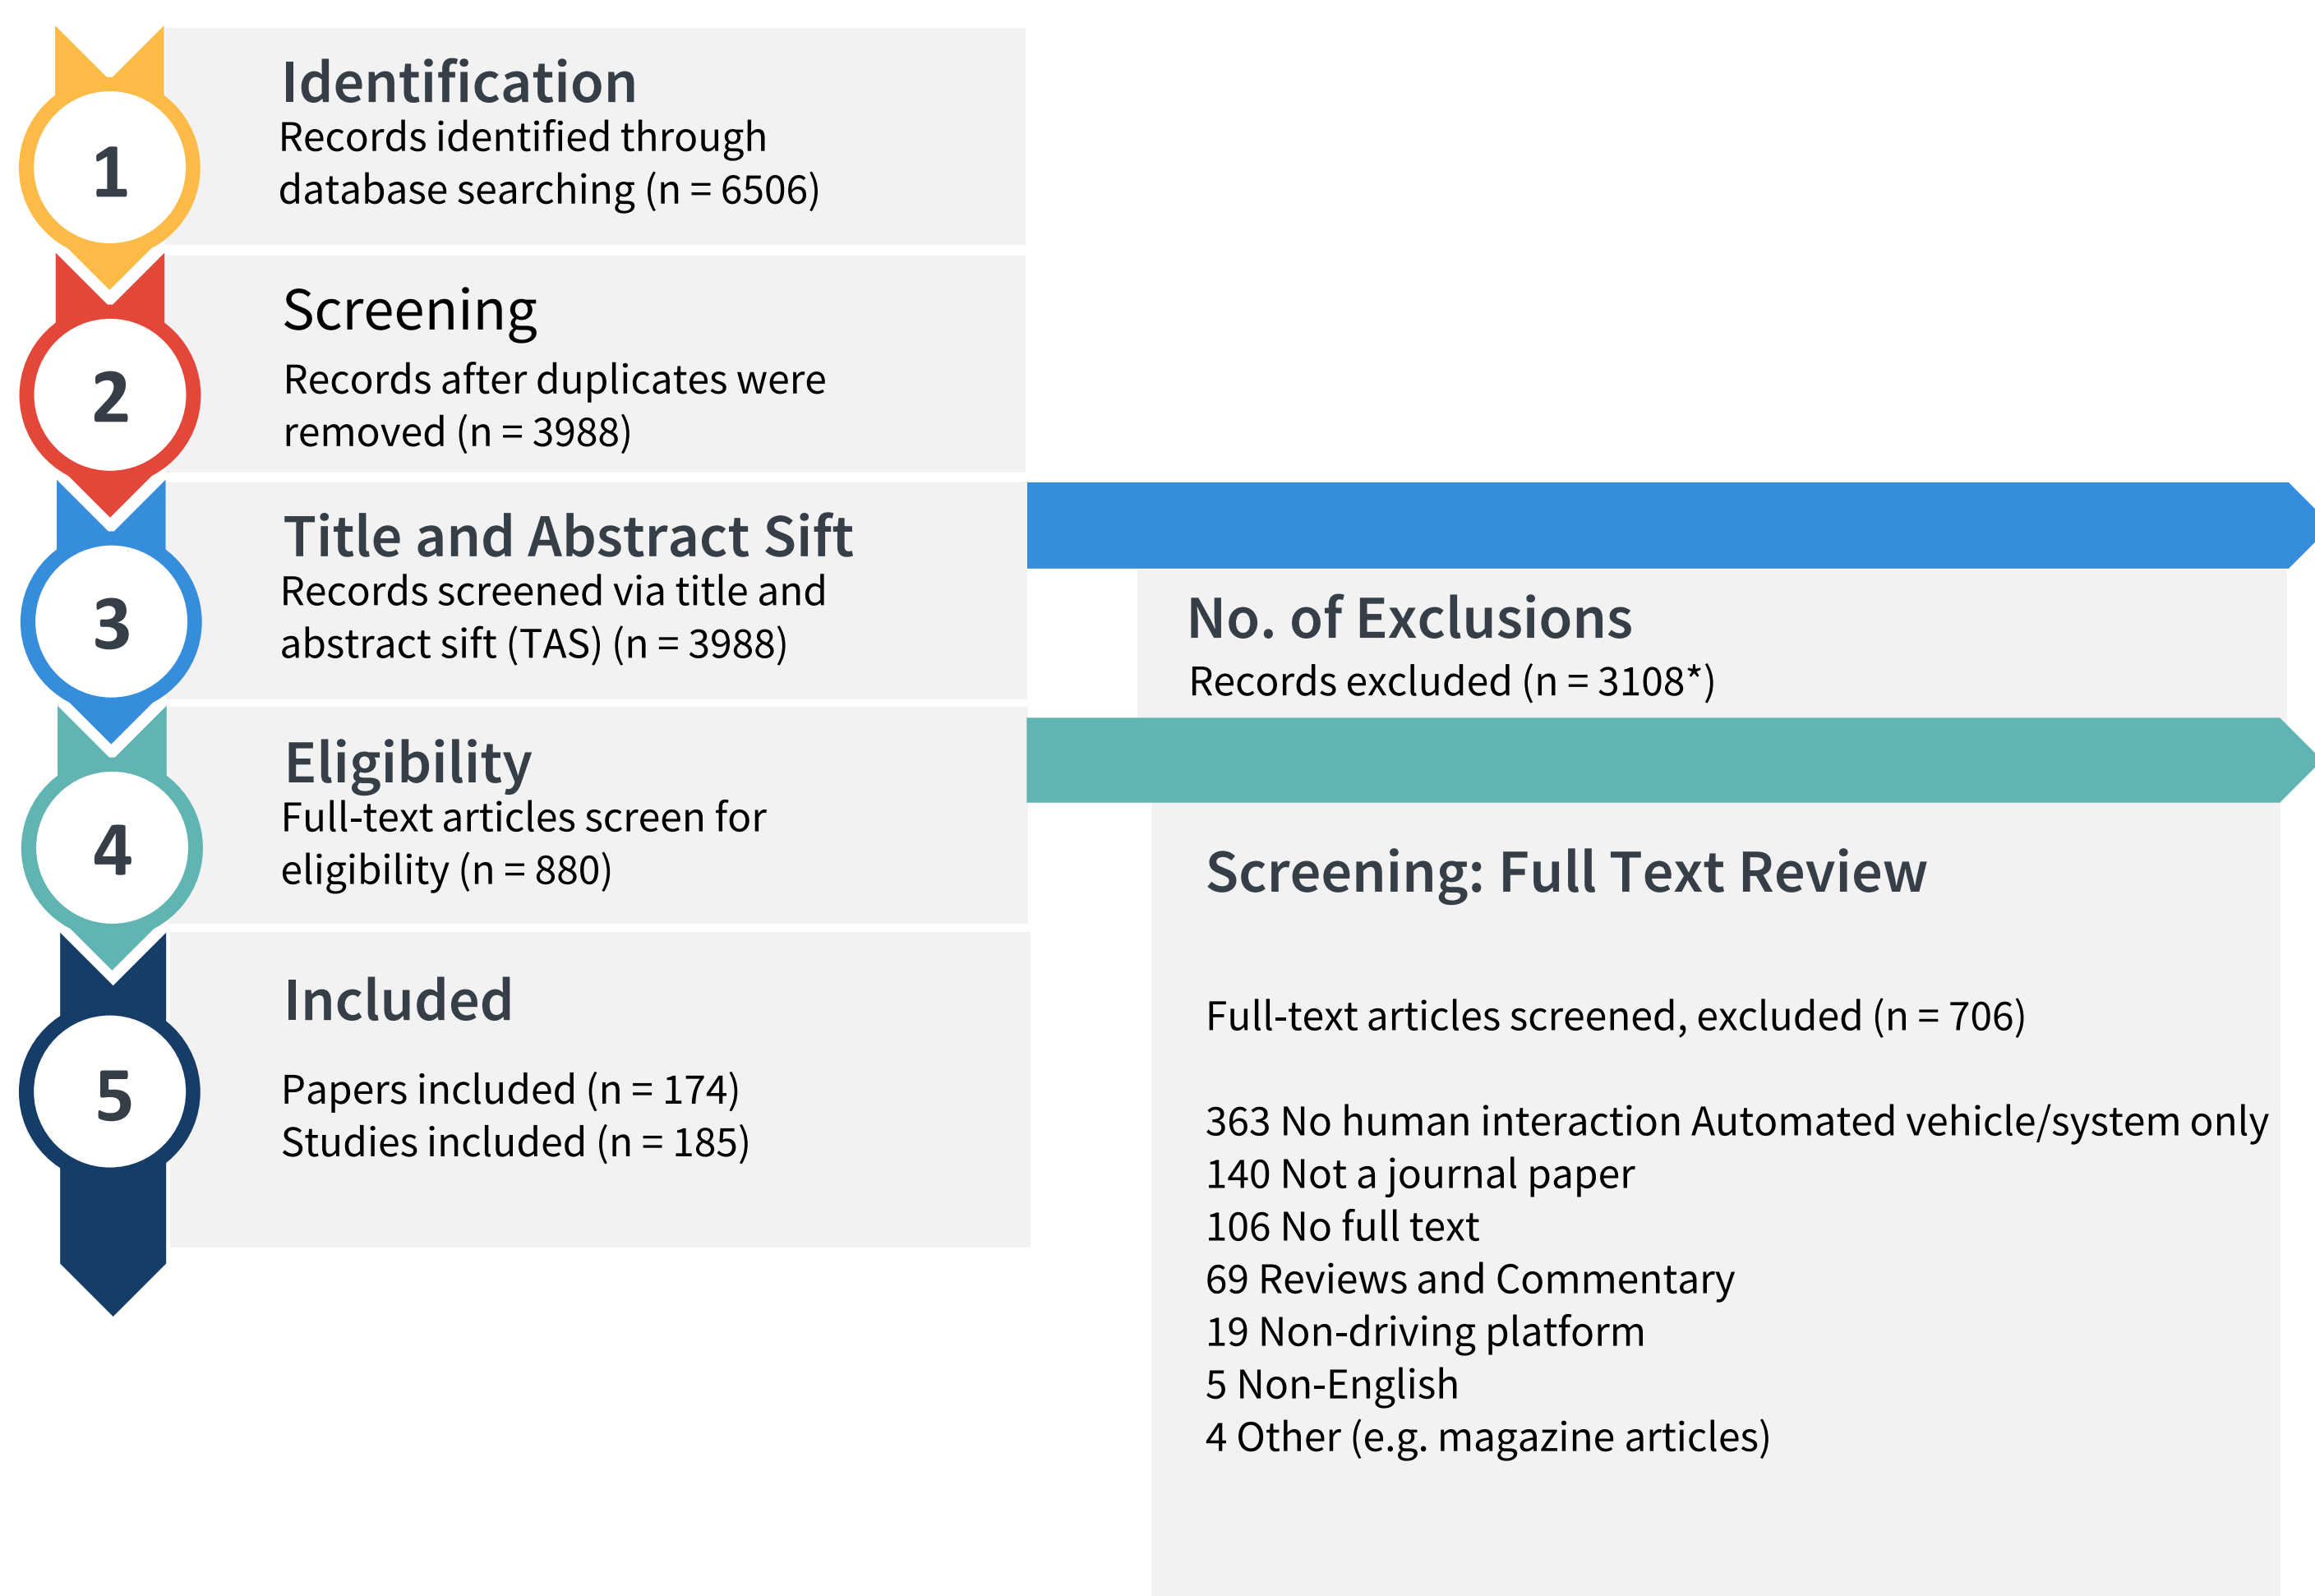 1
Identification
Records identified through
database searching (n = 6506)
2
Screening
Records after duplicates were
removed (n = 3988)
3
Title and Abstract Sift
Records screened via title and
abstract sift (TAS) (n = 3988)
No. of Exclusions
Records excluded (n = 3108*)
4
Eligibility
Full-text articles screen for
eligibility (n = 880)
Screening: Full Text Review
Full-text articles screened, excluded (n = 706)
363 No human interaction Automated vehicle/system only
140 Not a journal paper
106 No full text
69 Reviews and Commentary
19 Non-driving platform
5 Non-English
4 Other (e.g. magazine articles)
5
Included
Papers included (n = 174)
Studies included (n = 185)